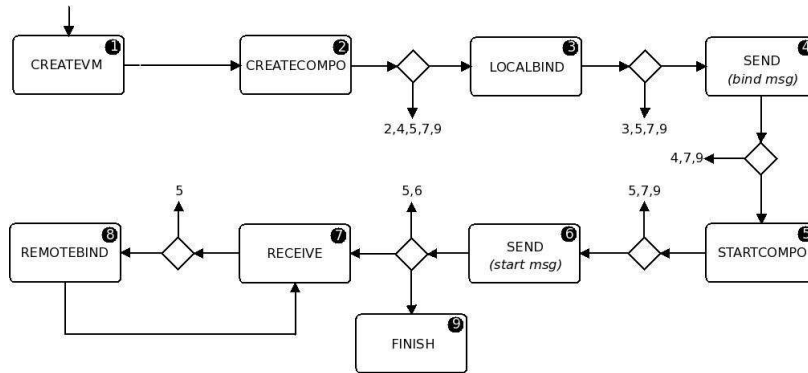 1
CREATEVM
2
CREATECOMPO
3
LOCALBIND
4
SEND
(bind msg)
2,4,5,7,9
3,5,7,9
4,7,9
5
5,6
5,7,9
8
REMOTEBIND
7
RECEIVE
6
SEND
(start msg)
5
STARTCOMPO
9
FINISH